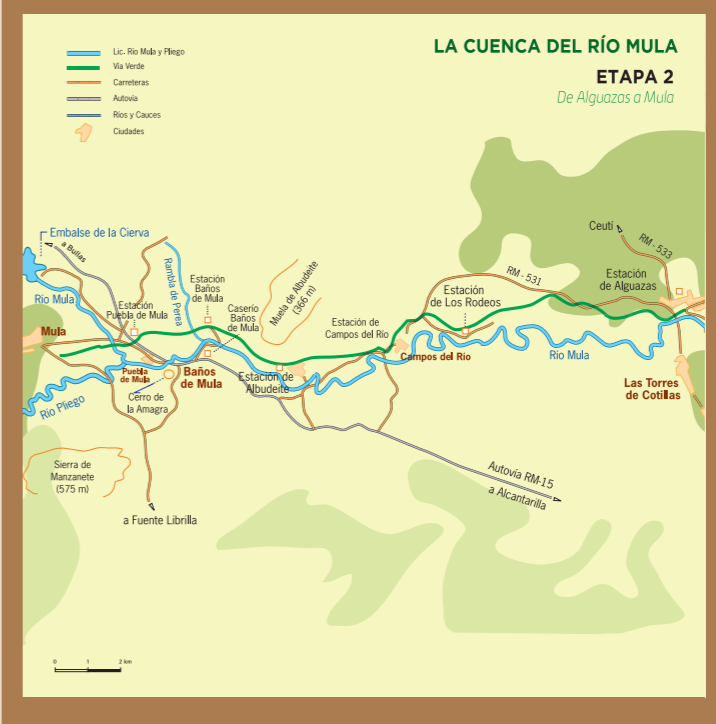 LA CUENCA DEL RÍO MULA
ETAPA 2
De Alguazas a Mula
Lic. Río Mula y Pliego
Vía Verde
Carreteras
Autovía
Ríos y Cauces
Ciudades
Embalse de la Cierva
a Bullas
Río Mula
Mula
Río Pliego
Rambla de Perea
Estación
Puebla de Mula
Estación
Baños
de Mula
Caserío
Baños
de Mula
Muela de Albudeite
(366 m)
Puebla
de Mula
Baños
de Mula
Cerro de
la Amagra
Estación de
Albudeite
Estación de
Campos del Río
Campos del Río
Estación
de Los Rodeos
RM - 531
Ceutí
RM - 533
Estación
de Alguazas
Río Mula
Las Torres
de Cotillas
Sierra de
Manzanete
(575 m)
a Fuente Librilla
Autovía RM-15
a Alcantarilla
0 1 2 km